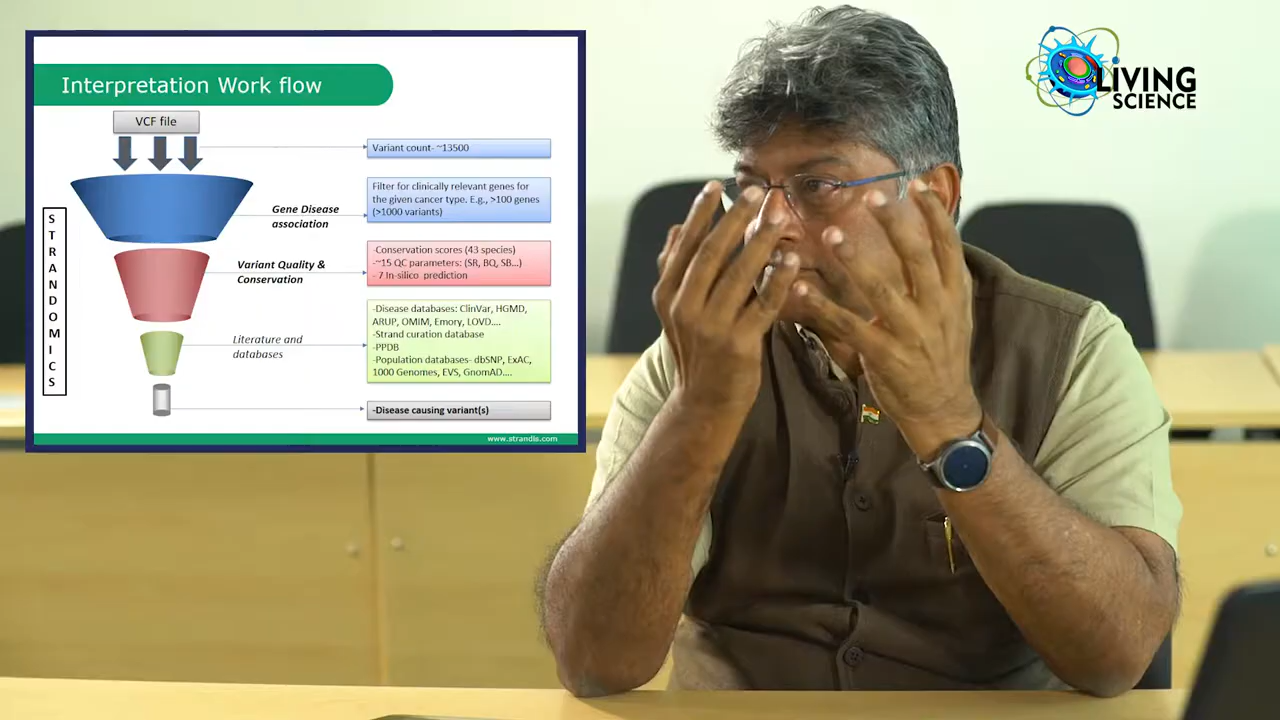 Interpretation Work flow
VCF file
Variant count- ~13500
Filter for clinically relevant genes for
the given cancer type. E.g., >100 genes
(>1000 variants)
Gene Disease
association
-Conservation scores (43 species)
-~15 QC parameters: (SR, BQ, SB...)
- 7 In-silico prediction
Variant Quality &
Conservation
-Disease databases: ClinVar, HGMD,
ARUP, OMIM, Emory, LOVD....
-Strand curation database
-PPDB
-Population databases- dbSNP, ExAC,
1000 Genomes, EVS, GnomAD....
Literature and
databases
-Disease causing variant(s)
STRANDOMICS
www.strandls.com
LIVING
SCIENCE